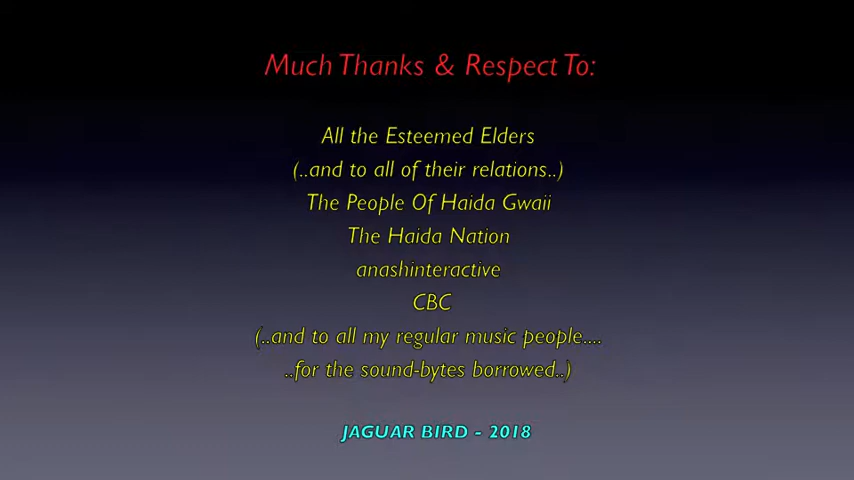 Much Thanks & Respect To:
All the Esteemed Elders
(..and to all of their relations..)
The People Of Haida Gwaii
The Haida Nation
anashinteractive
CBC
(..and to all my regular music people....
..for the sound-bytes borrowed..)
JAGUAR BIRD - 2018